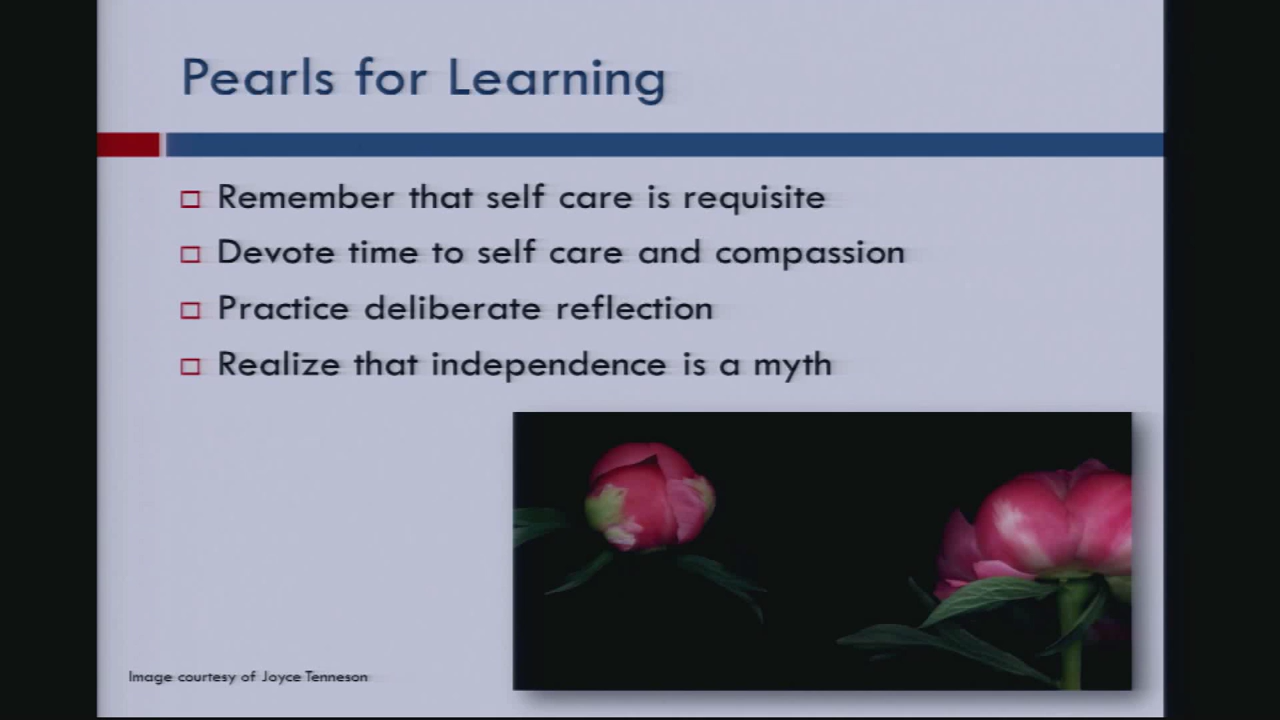 Pearls for Learning
Remember that self care is requisite
Devote time to self care and compassion
Practice deliberate reflection
Realize that independence is a myth
Image courtesy of Joyce Tenneson